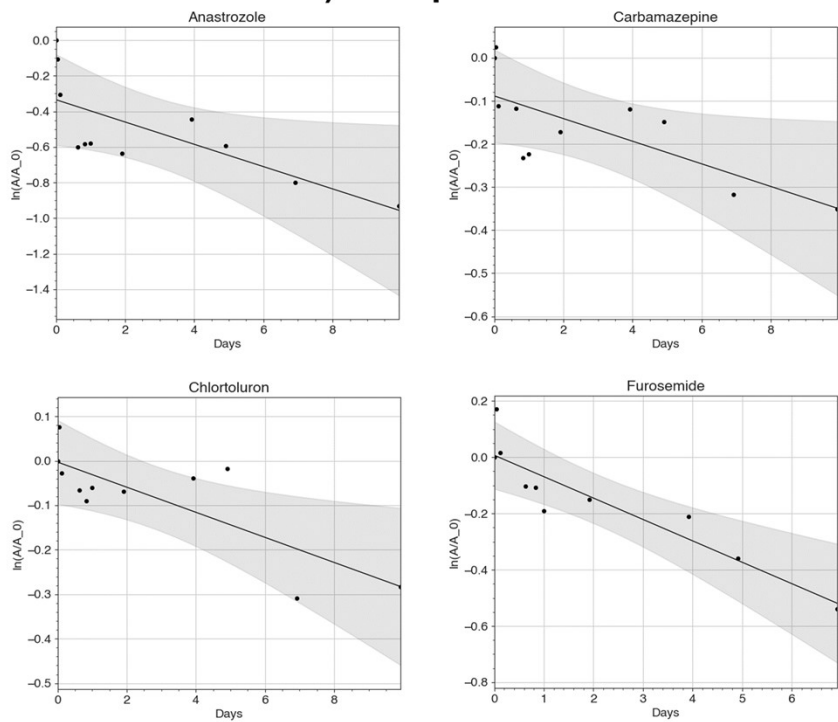 Anastrozole
0.0
−0.2
−0.4
−0.6
−0.8
−1.0
−1.2
−1.4
ln(A/A_0)
0 2 4 6 8
Days
Carbamazepine
0.0
−0.1
−0.2
−0.3
−0.4
−0.5
−0.6
ln(A/A_0)
0 2 4 6 8
Days
Chlortoluron
0.1
0.0
−0.1
−0.2
−0.3
−0.4
−0.5
ln(A/A_0)
0 2 4 6 8
Days
Furosemide
0.2
0.0
−0.2
−0.4
−0.6
−0.8
ln(A/A_0)
0 1 2 3 4 5 6
Days